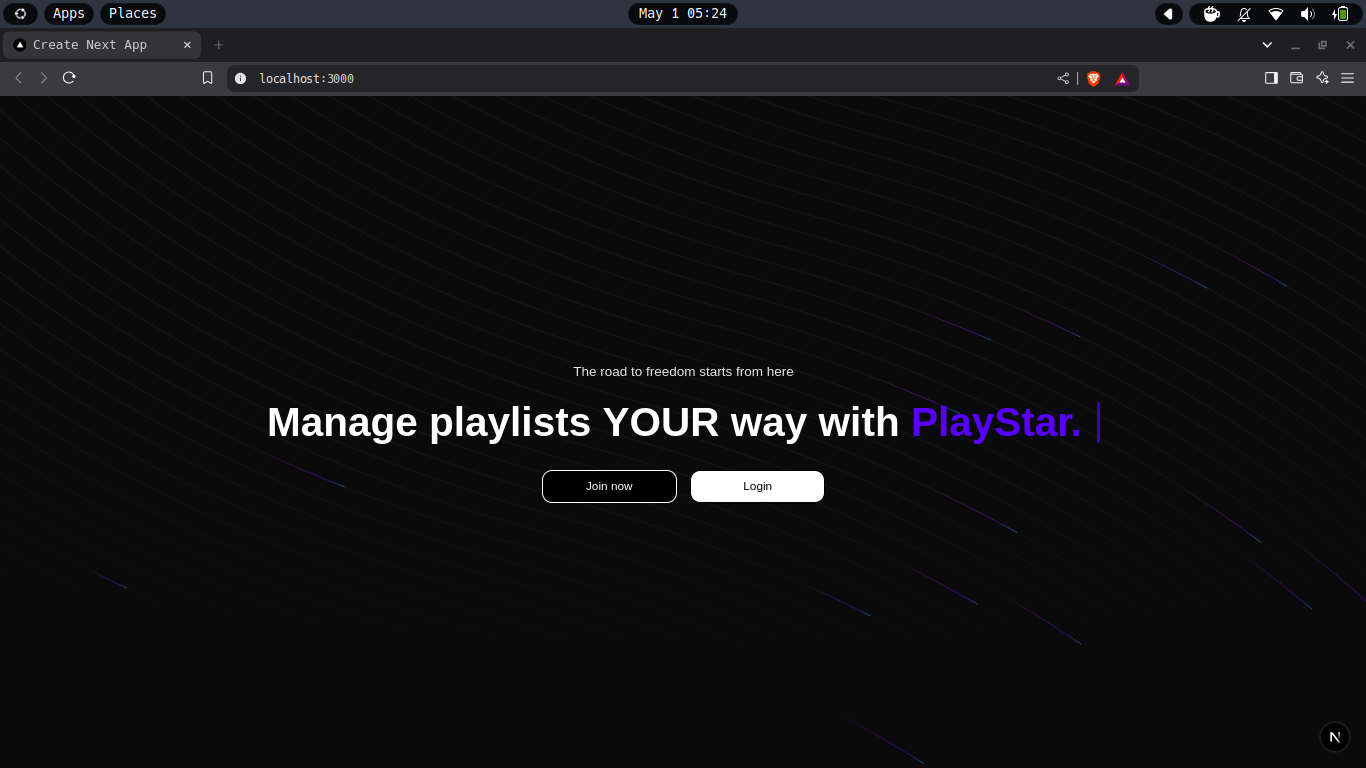 Apps Places May 1 05:24
Create Next App
localhost:3000
The road to freedom starts from here
Manage playlists YOUR way with PlayStar.
Join now Login
N